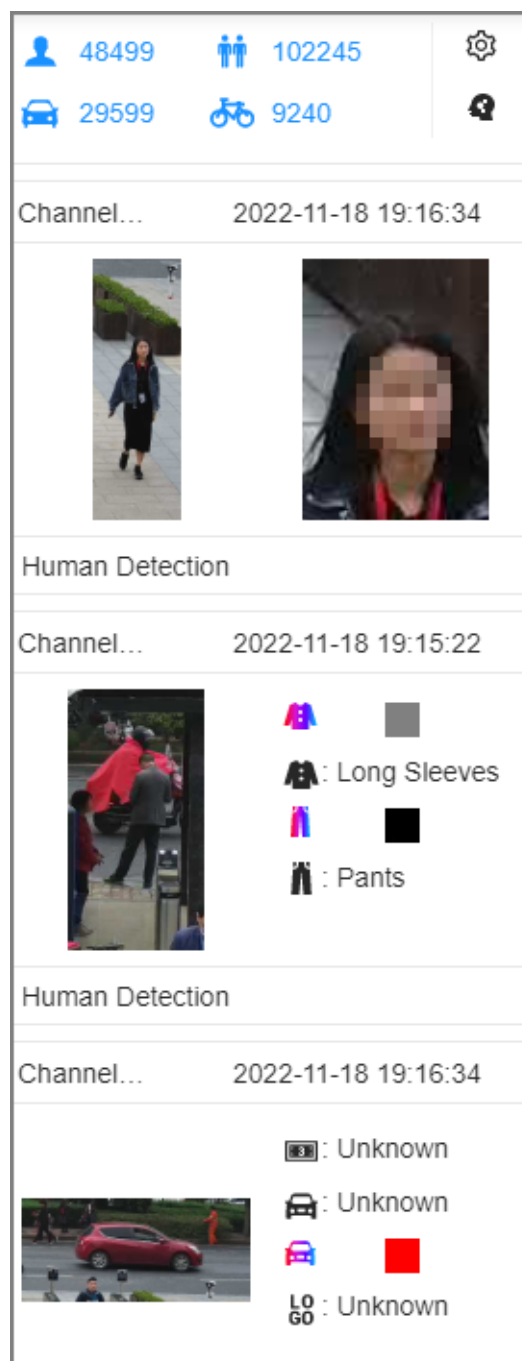 48499 102245
29599 9240
Channel... 2022-11-18 19:16:34
Human Detection
Channel... 2022-11-18 19:15:22
: Long Sleeves
: Pants
Human Detection
Channel... 2022-11-18 19:16:34
: Unknown
: Unknown
LOGO : Unknown